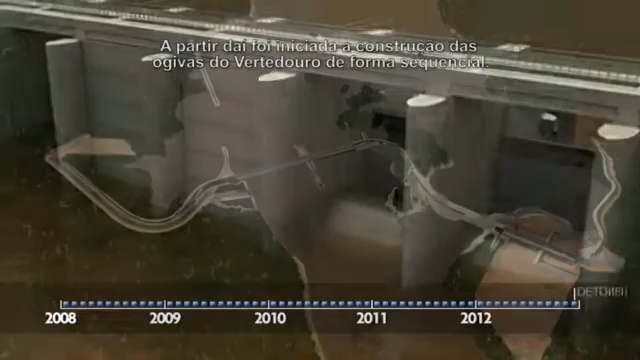 A partir daí foi iniciada a construção das
ogivas do Vertedouro de forma sequencial.
2008 2009 2010 2011 2012